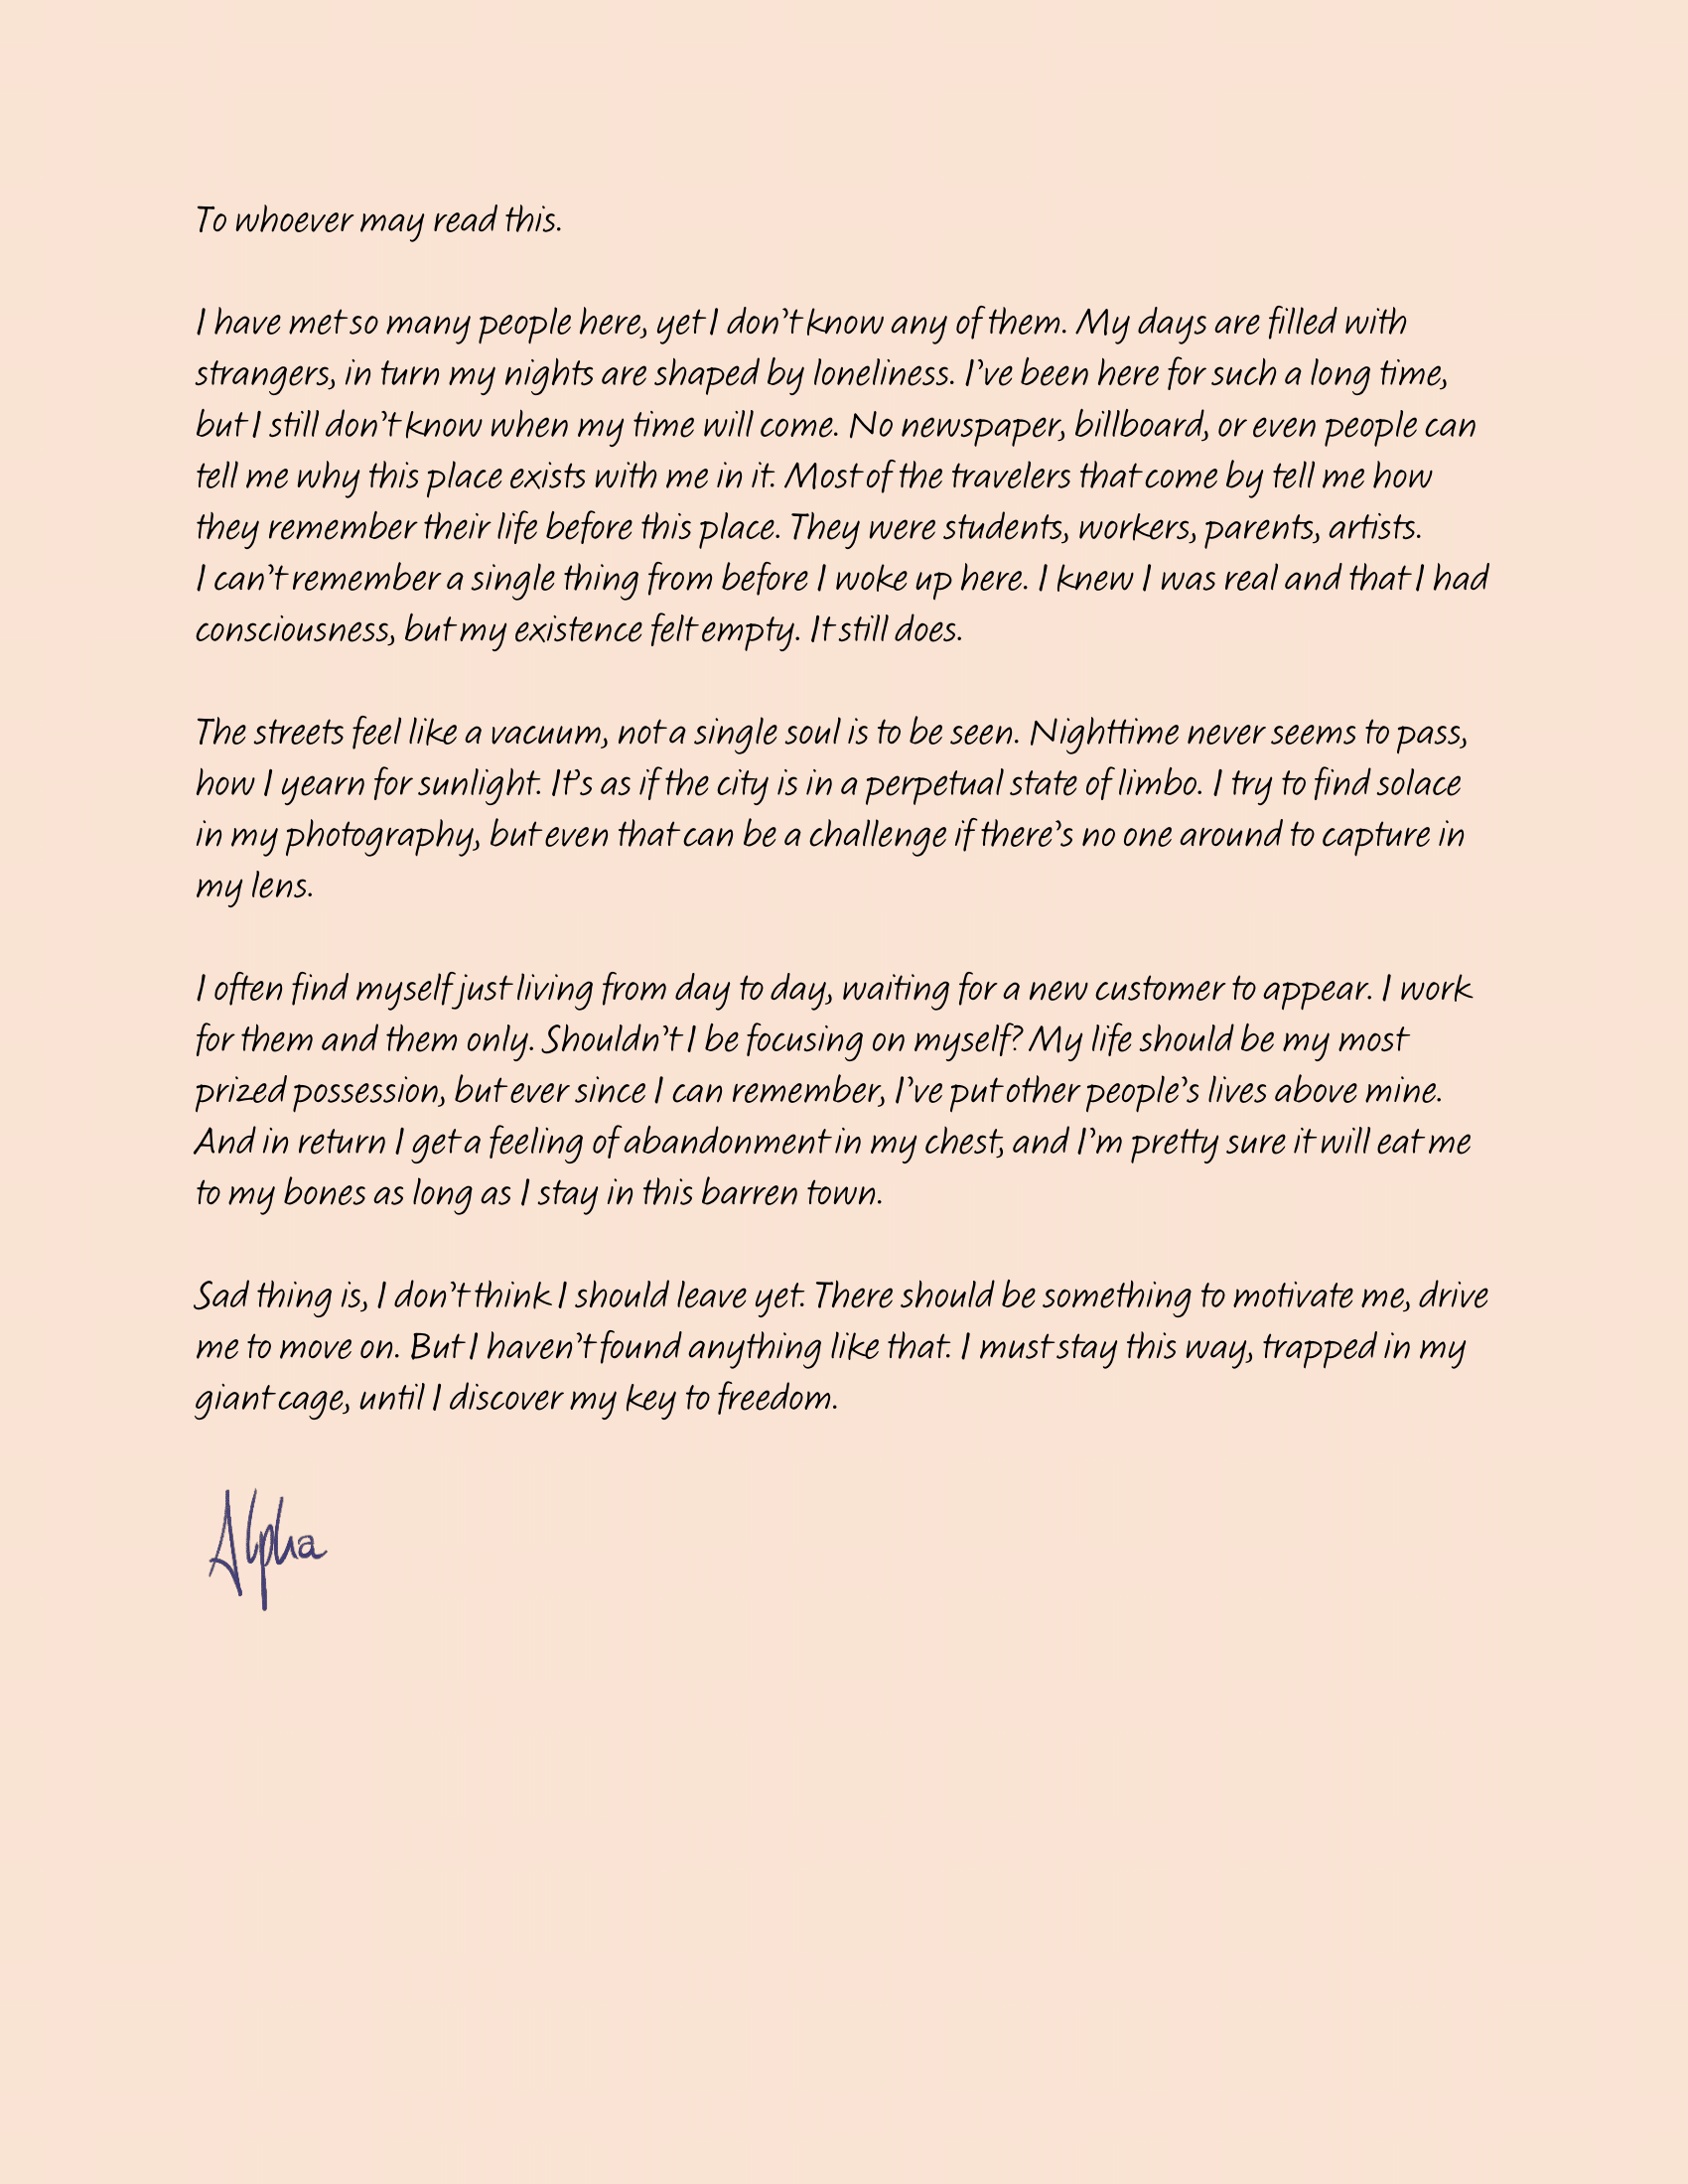 To whoever may read this.
I have met so many people here, yet I don't know any of them. My days are filled with
strangers, in turn my nights are shaped by loneliness. I've been here for such a long time,
but I still don't know when my time will come. No newspaper, billboard, or even people can
tell me why this place exists with me in it. Most of the travelers that come by tell me how
they remember their life before this place. They were students, workers, parents, artists.
I can't remember a single thing from before I woke up here. I knew I was real and that I had
consciousness, but my existence felt empty. It still does.
The streets feel like a vacuum, not a single soul is to be seen. Nighttime never seems to pass,
how I yearn for sunlight. It's as if the city is in a perpetual state of limbo. I try to find solace
in my photography, but even that can be a challenge if there's no one around to capture in
my lens.
I often find myself just living from day to day, waiting for a new customer to appear. I work
for them and them only. Shouldn't I be focusing on myself? My life should be my most
prized possession, but ever since I can remember, I've put other people's lives above mine.
And in return I get a feeling of abandonment in my chest, and I'm pretty sure it will eat me
to my bones as long as I stay in this barren town.
Sad thing is, I don't think I should leave yet. There should be something to motivate me, drive
me to move on. But I haven't found anything like that. I must stay this way, trapped in my
giant cage, until I discover my key to freedom.
Alpha